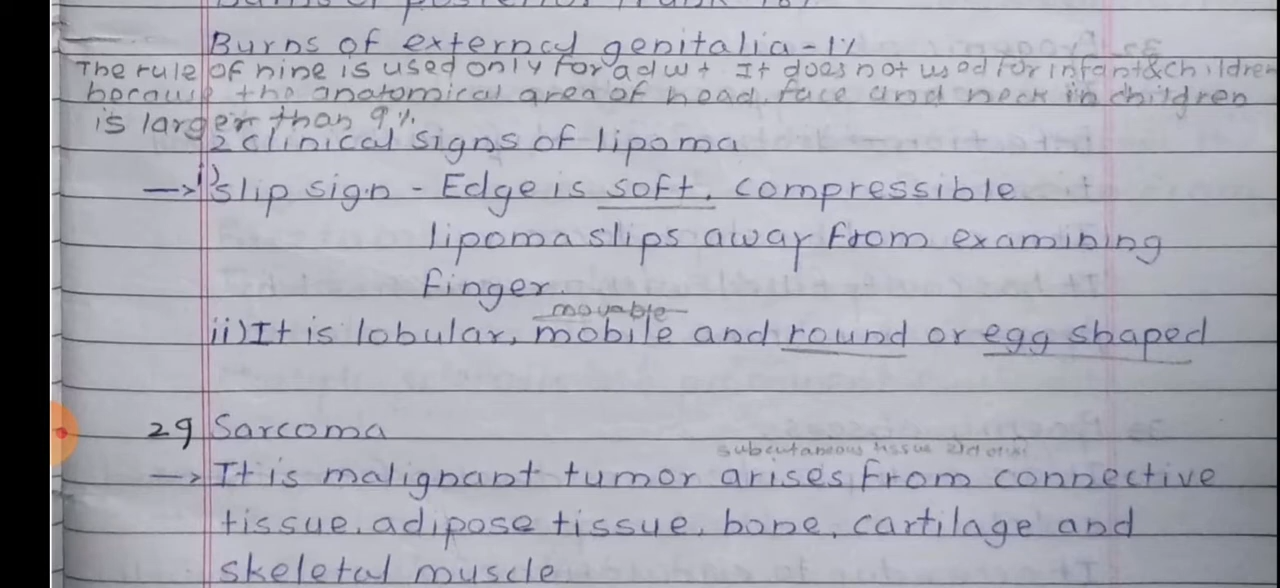 Burns of external genitalia - 1%
The rule of nine is used only for adult It does not used for infant & children
because the anatomical area of head, face and neck in children
is larger than 9%.
2 clinical signs of lipoma
→ i) slip sign - Edge is soft, compressible
lipoma slips away from examining
finger
movable
ii) It is lobular, mobile and round or egg shaped
29 Sarcoma
subcutaneous tissue
→ It is malignant tumor arises from connective
tissue, adipose tissue, bone, cartilage and
skeletal muscle